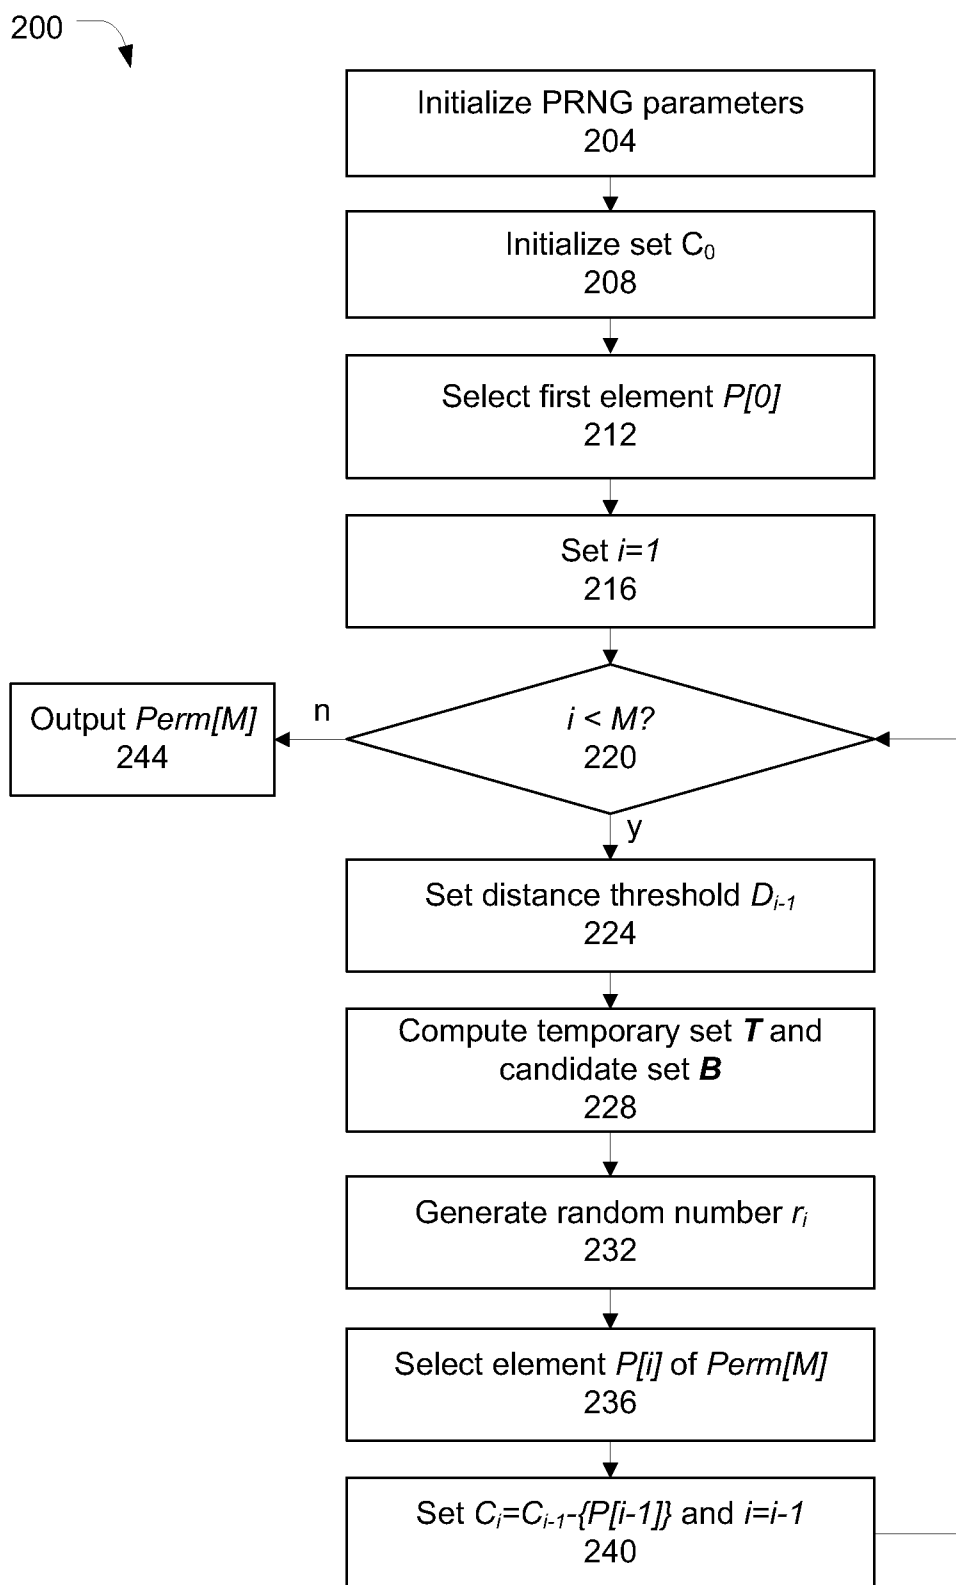 200
Initialize PRNG parameters
204
Initialize set C₀
208
Select first element P[0]
212
Set i=1
216
Output Perm[M]
244
n
i < M?
220
y
Set distance threshold Dᵢ₋₁
224
Compute temporary set T and
candidate set B
228
Generate random number rᵢ
232
Select element P[i] of Perm[M]
236
Set Cᵢ=Cᵢ₋₁-{P[i-1]} and i=i-1
240